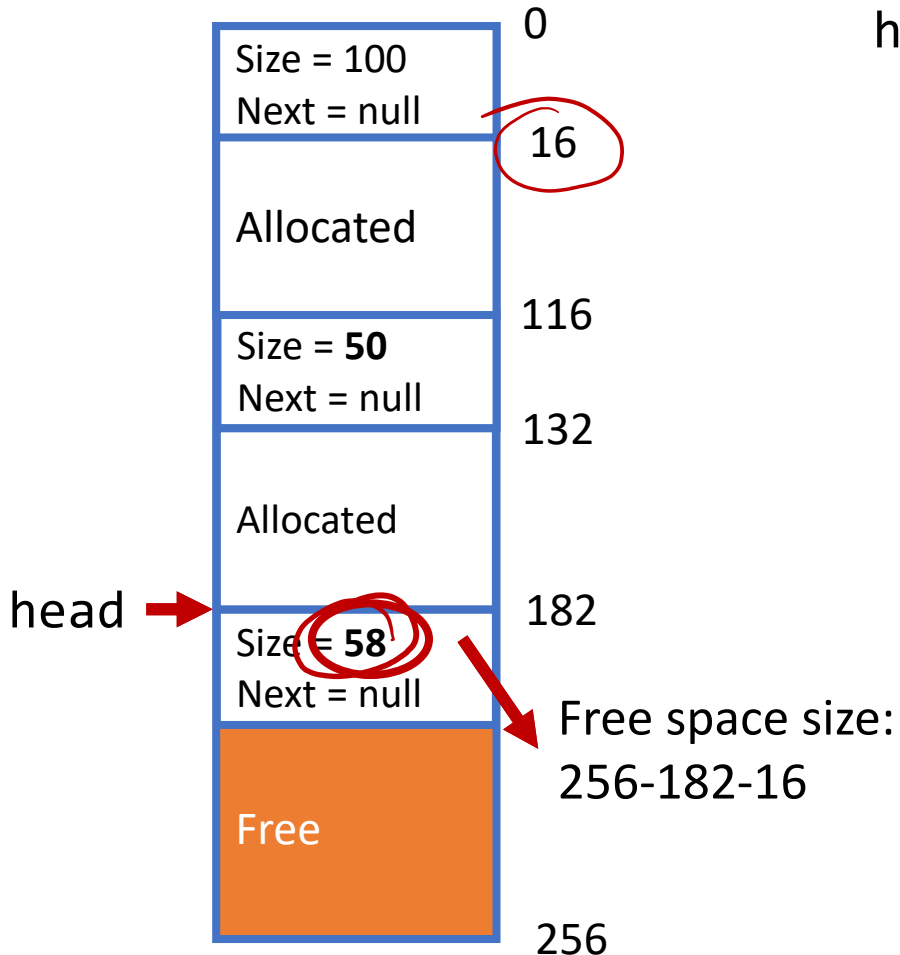 0
h
Size = 100
Next = null
16
Allocated
116
Size = 50
Next = null
132
Allocated
head
182
Size = 58
Next = null
Free space size:
256-182-16
Free
256